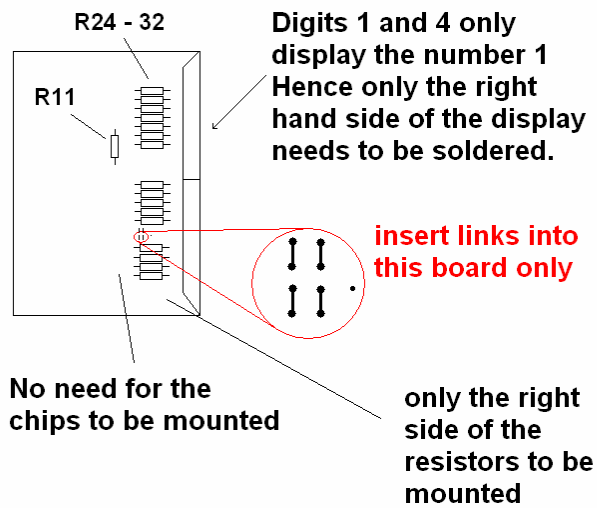 R24 - 32
R11
Digits 1 and 4 only
display the number 1
Hence only the right
hand side of the display
needs to be soldered.
insert links into
this board only
No need for the
chips to be mounted
only the right
side of the
resistors to be
mounted